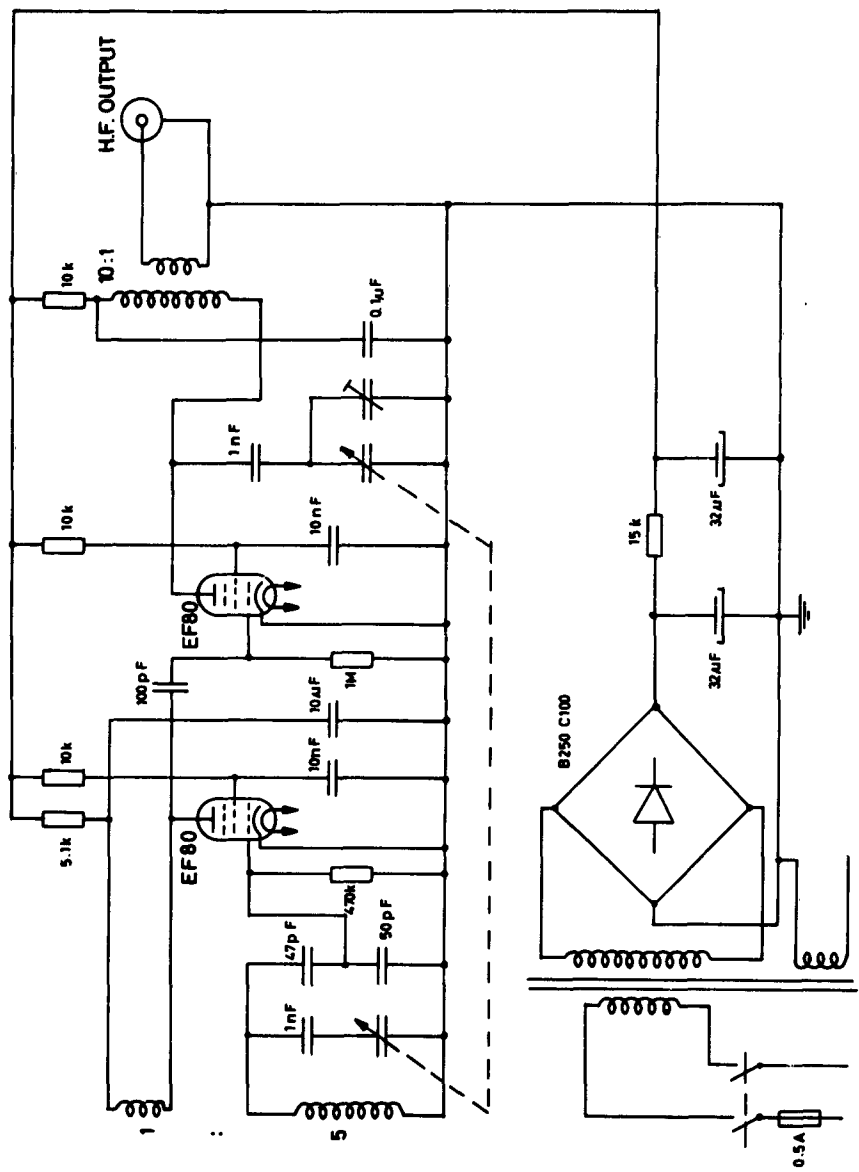 H.F. OUTPUT
10k
10:1
0.1µF
1nF
10k
10nF
EF80
100pF
1M
10µF
10k
10nF
5.1k
EF80
470k
47pF
50pF
1nF
1 : 5
15k
32µF
32µF
B250 C100
0.5A